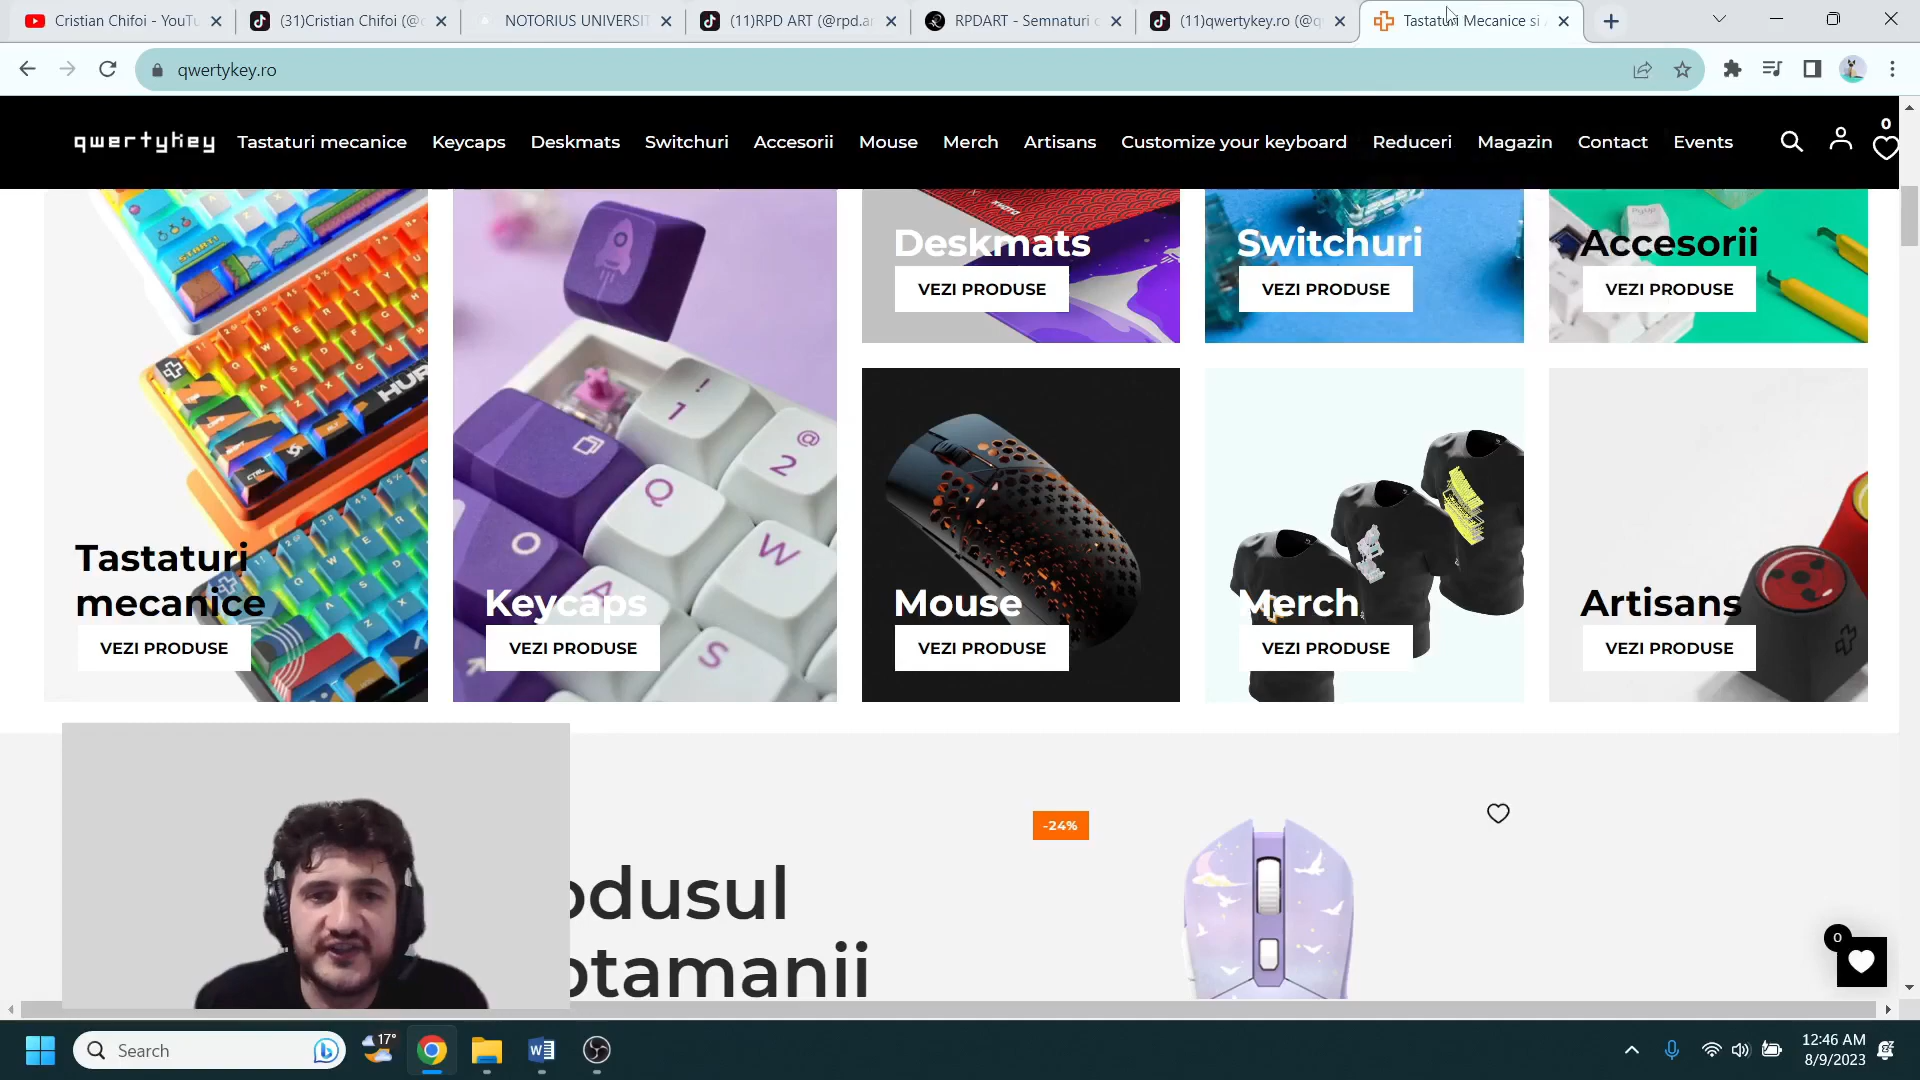 Cristian Chifoi - YouTu
(31)Cristian Chifoi (@c
NOTORIUS UNIVERSIT
(11)RPD ART (@rpd.ar
RPDART - Semnaturi c
(11)qwertykey.ro (@q
Tastaturi Mecanice si
qwertykey.ro
qwertykey
Tastaturi mecanice
Keycaps
Deskmats
Switchuri
Accesorii
Mouse
Merch
Artisans
Customize your keyboard
Reduceri
Magazin
Contact
Events
0
Deskmats
VEZI PRODUSE
Switchuri
VEZI PRODUSE
Accesorii
VEZI PRODUSE
Tastaturi
mecanice
VEZI PRODUSE
Keycaps
VEZI PRODUSE
Mouse
VEZI PRODUSE
Merch
VEZI PRODUSE
Artisans
VEZI PRODUSE
-24%
odusul
otamanii
0
Search
17°
12:46 AM
8/9/2023